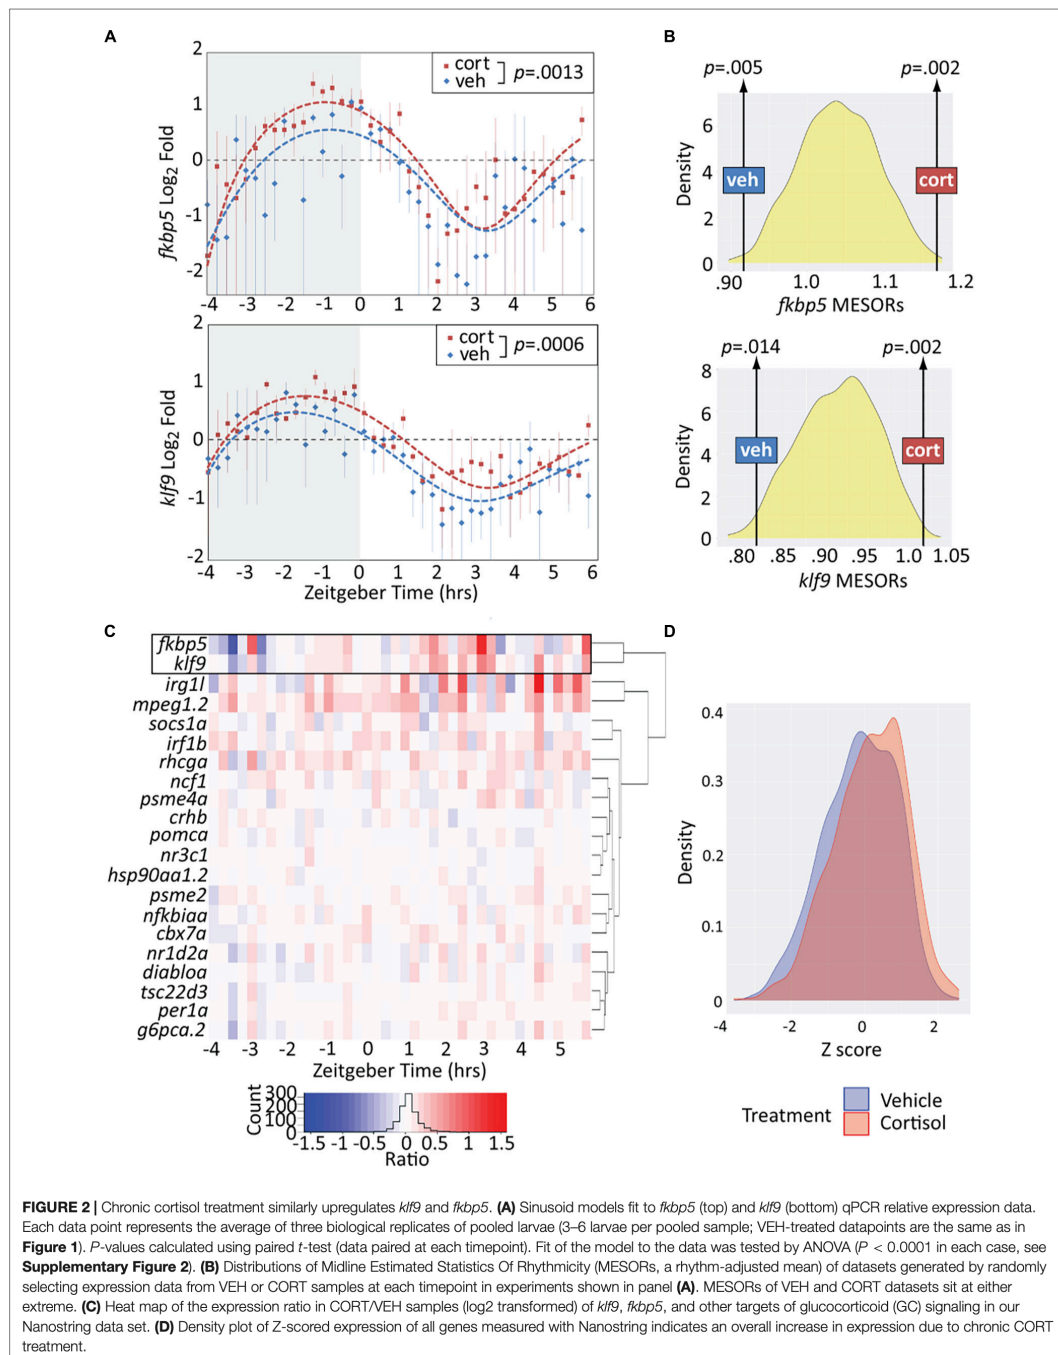 A
2
1
0
-1
-2
fkbp5 Log2 Fold
cort
veh
p=.0013
-4 -3 -2 -1 0 1 2 3 4 5 6
2
1
0
-1
-2
klf9 Log2 Fold
cort
veh
p=.0006
-4 -3 -2 -1 0 1 2 3 4 5 6
Zeitgeber Time (hrs)
B
p=.005
p=.002
6
4
2
0
Density
veh
cort
.90 1.0 1.1 1.2
fkbp5 MESORs
p=.014
p=.002
8
6
4
2
0
Density
veh
cort
.80 .85 .90 .95 1.0 1.05
klf9 MESORs
C
fkbp5
klf9
irg1l
mpeg1.2
socs1a
irf1b
rhcga
ncf1
psme4a
crhb
pomca
nr3c1
hsp90aa1.2
psme2
nfkbiaa
cbx7a
nr1d2a
diabloa
tsc22d3
per1a
g6pca.2
-4 -3 -2 -1 0 1 2 3 4 5
Zeitgeber Time (hrs)
Count
300
200
100
0
-1.5 -1 -0.5 0 0.5 1 1.5
Ratio
D
0.4
0.3
0.2
0.1
0
Density
-4 -2 0 2
Z score
Treatment
Vehicle
Cortisol
FIGURE 2 | Chronic cortisol treatment similarly upregulates klf9 and fkbp5. (A) Sinusoid models fit to fkbp5 (top) and klf9 (bottom) qPCR relative expression data.
Each data point represents the average of three biological replicates of pooled larvae (3–6 larvae per pooled sample; VEH-treated datapoints are the same as in
Figure 1). P-values calculated using paired t-test (data paired at each timepoint). Fit of the model to the data was tested by ANOVA (P < 0.0001 in each case, see
Supplementary Figure 2). (B) Distributions of Midline Estimated Statistics Of Rhythmicity (MESORs, a rhythm-adjusted mean) of datasets generated by randomly
selecting expression data from VEH or CORT samples at each timepoint in experiments shown in panel (A). MESORs of VEH and CORT datasets sit at either
extreme. (C) Heat map of the expression ratio in CORT/VEH samples (log2 transformed) of klf9, fkbp5, and other targets of glucocorticoid (GC) signaling in our
Nanostring data set. (D) Density plot of Z-scored expression of all genes measured with Nanostring indicates an overall increase in expression due to chronic CORT
treatment.